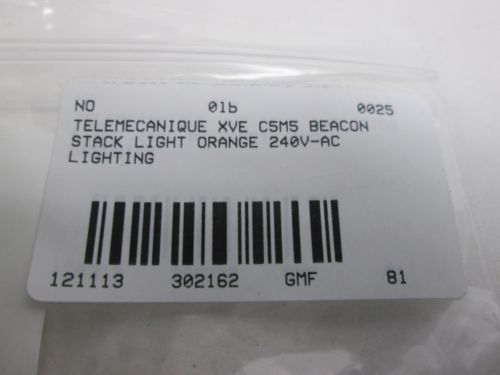 NO 01b 0025
TELEMECANIQUE XVE C5M5 BEACON
STACK LIGHT ORANGE 240V-AC
LIGHTING
121113 302162 GMF 81